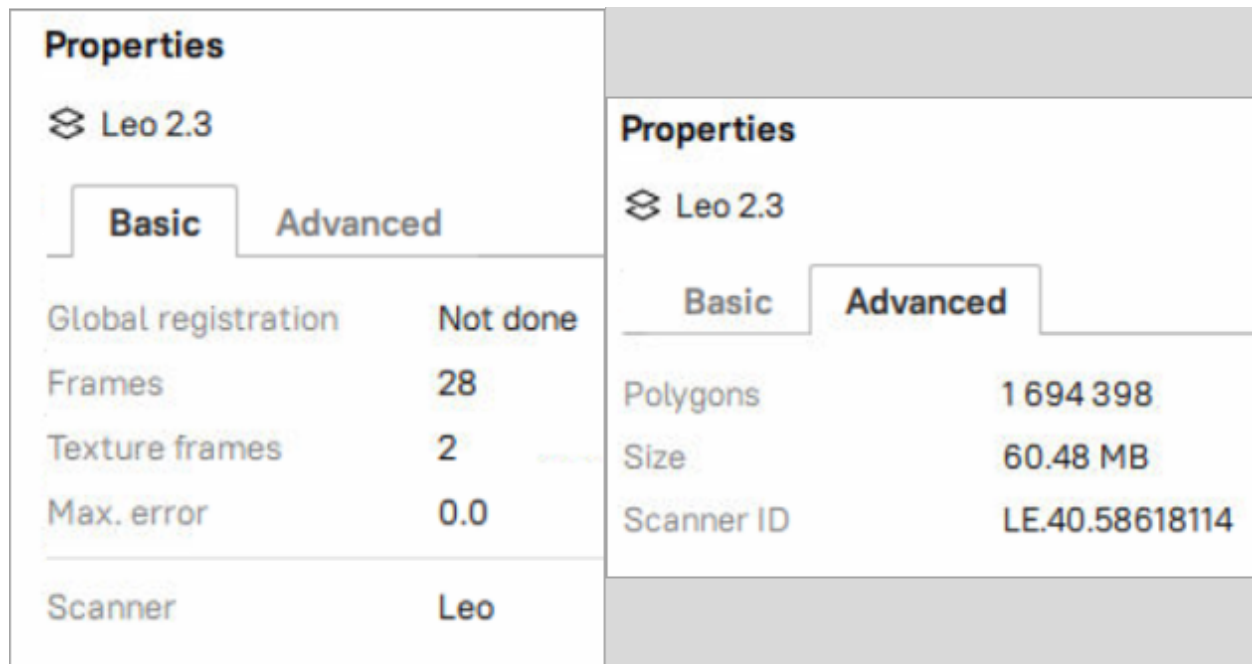 Properties
Leo 2.3
Basic Advanced
Global registration Not done
Frames 28
Texture frames 2
Max. error 0.0
Scanner Leo
Properties
Leo 2.3
Basic Advanced
Polygons 1 694 398
Size 60.48 MB
Scanner ID LE.40.58618114